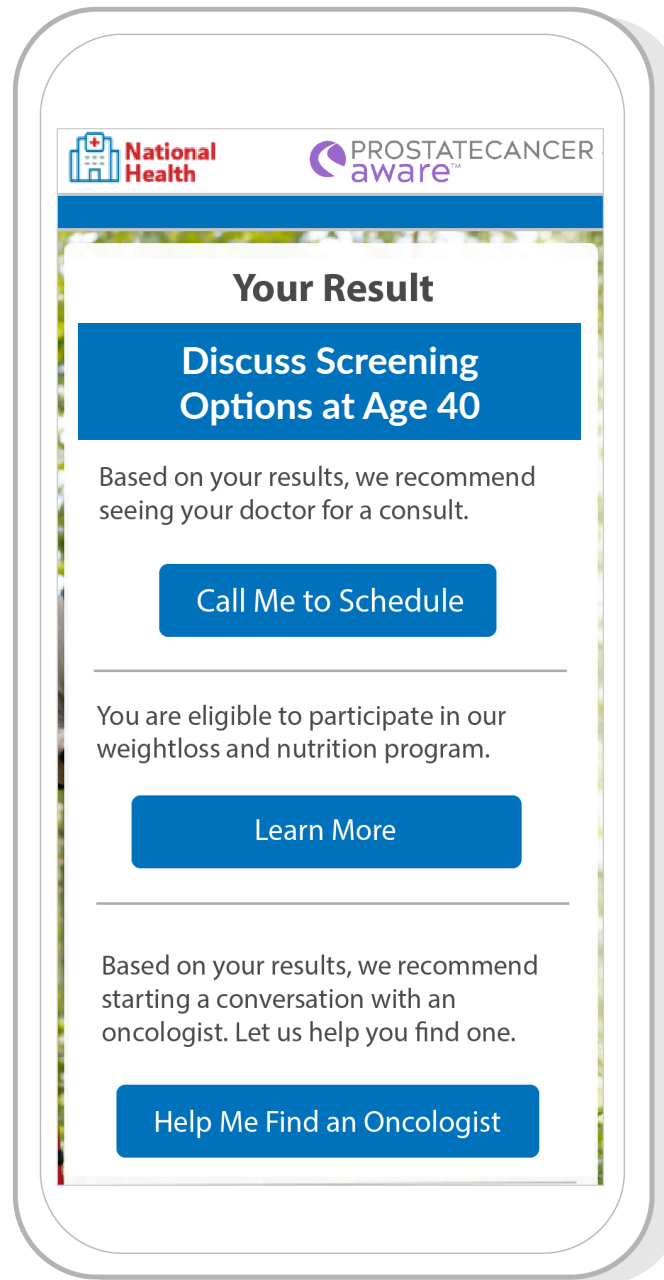 National
Health
PROSTATECANCER
aware™
Your Result
Discuss Screening
Options at Age 40
Based on your results, we recommend
seeing your doctor for a consult.
Call Me to Schedule
You are eligible to participate in our
weightloss and nutrition program.
Learn More
Based on your results, we recommend
starting a conversation with an
oncologist. Let us help you find one.
Help Me Find an Oncologist